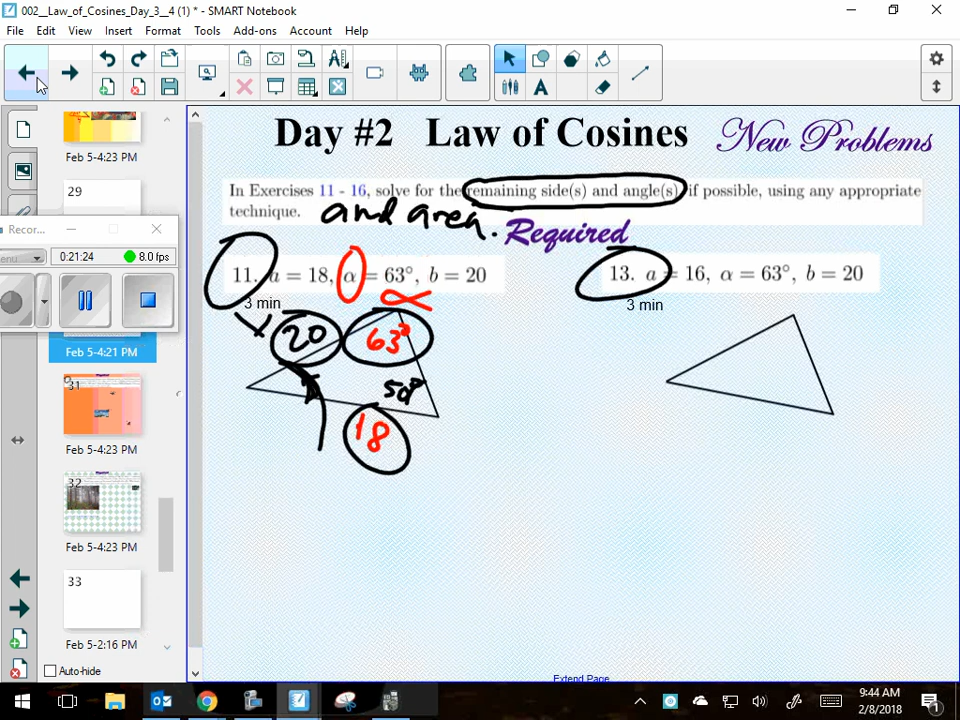 002__Law_of_Cosines_Day_3__4 (1) * - SMART Notebook
File Edit View Insert Format Tools Add-ons Account Help
Day #2 Law of Cosines New Problems
Feb 5-4:23 PM
29
In Exercises 11 - 16, solve for the remaining side(s) and angle(s), if possible, using any appropriate
technique. and area. Required
Recor...
0:21:24 8.0 fps
11. a = 18, α = 63°, b = 20
3 min
α
20 63°
50°
18
13. a = 16, α = 63°, b = 20
3 min
Feb 5-4:21 PM
31
Feb 5-4:23 PM
32
Feb 5-4:23 PM
33
Feb 5-2:16 PM
Auto-hide
Extend Page
9:44 AM
2/8/2018
1